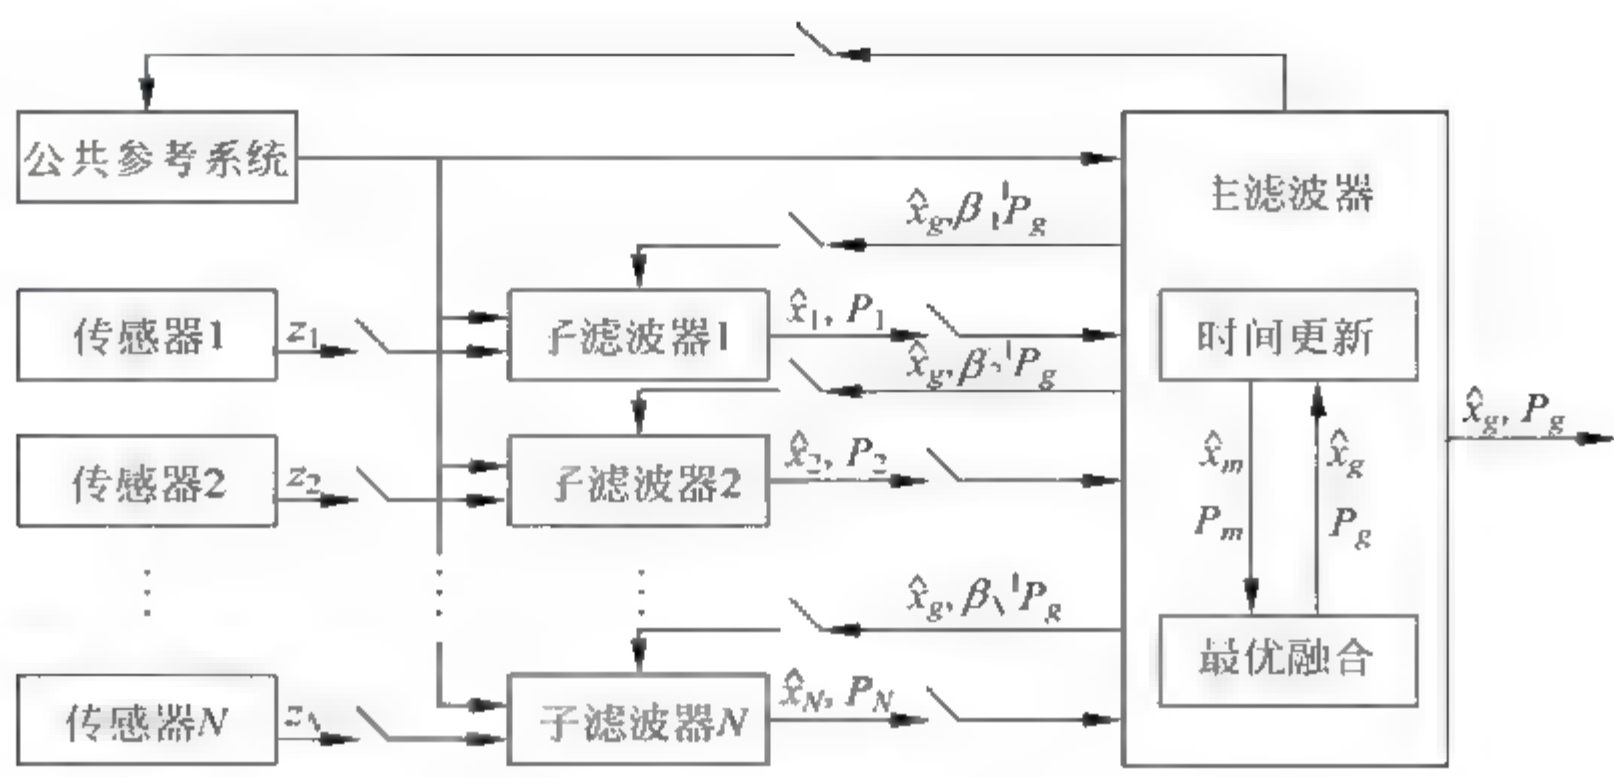 公共参考系统
主滤波器
x̂g, β₁⁻¹Pg
传感器1
z1
子滤波器1
x̂1, P1
时间更新
x̂g, β₂⁻¹Pg
传感器2
z2
子滤波器2
x̂2, P2
x̂m
Pm
x̂g
Pg
x̂g, Pg
x̂g, β_N⁻¹Pg
最优融合
传感器N
zN
子滤波器N
x̂N, PN